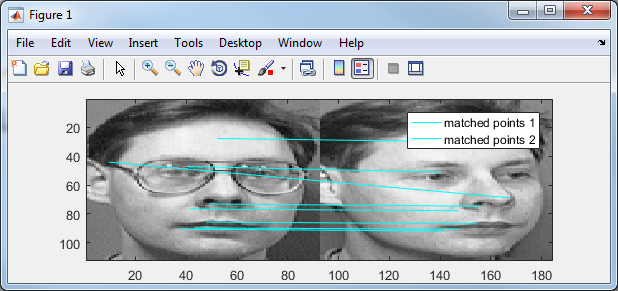 Figure 1
File Edit View Insert Tools Desktop Window Help
matched points 1
matched points 2
20
40
60
80
100
20 40 60 80 100 120 140 160 180